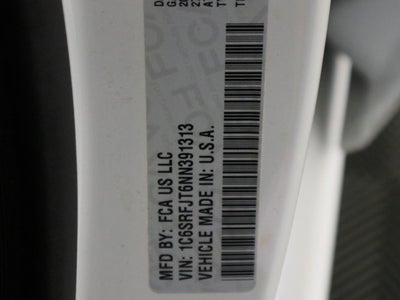 MFD BY: FCA US LLC
VIN: 1C6SRFJT6NN391313
VEHICLE MADE IN: U.S.A.